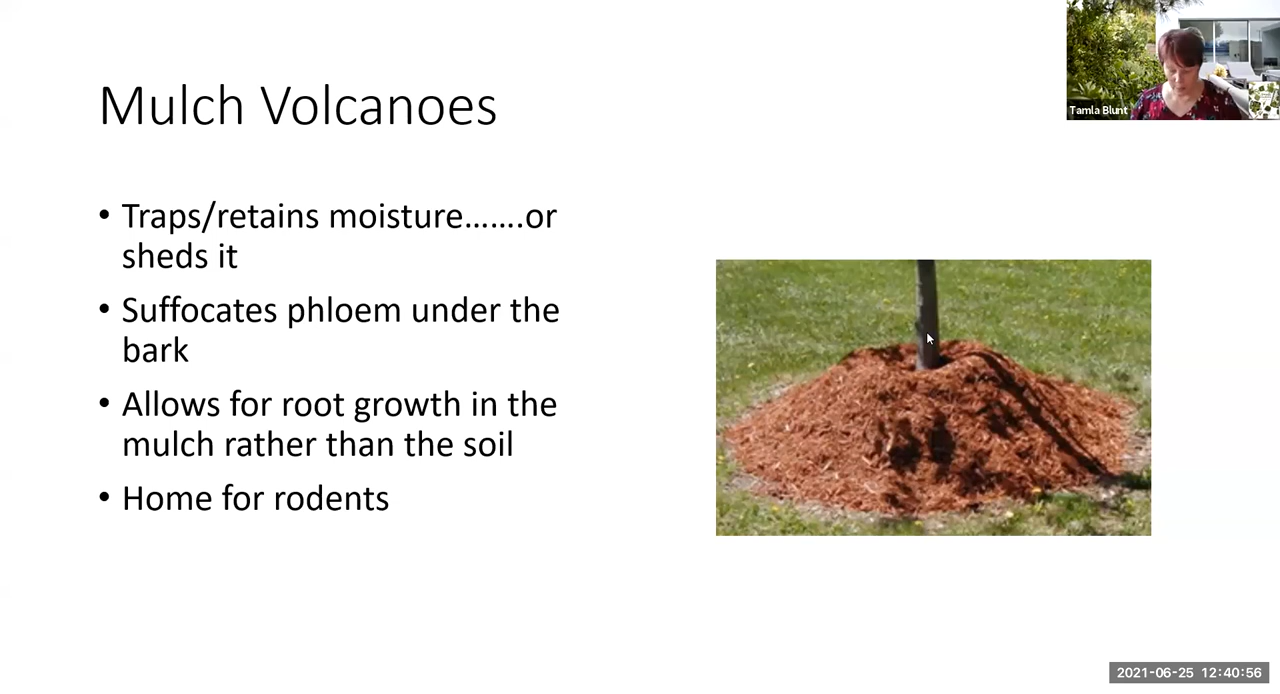 Mulch Volcanoes
• Traps/retains moisture…….or
sheds it
• Suffocates phloem under the
bark
• Allows for root growth in the
mulch rather than the soil
• Home for rodents
Tamla Blunt
2021-06-25 12:40:56